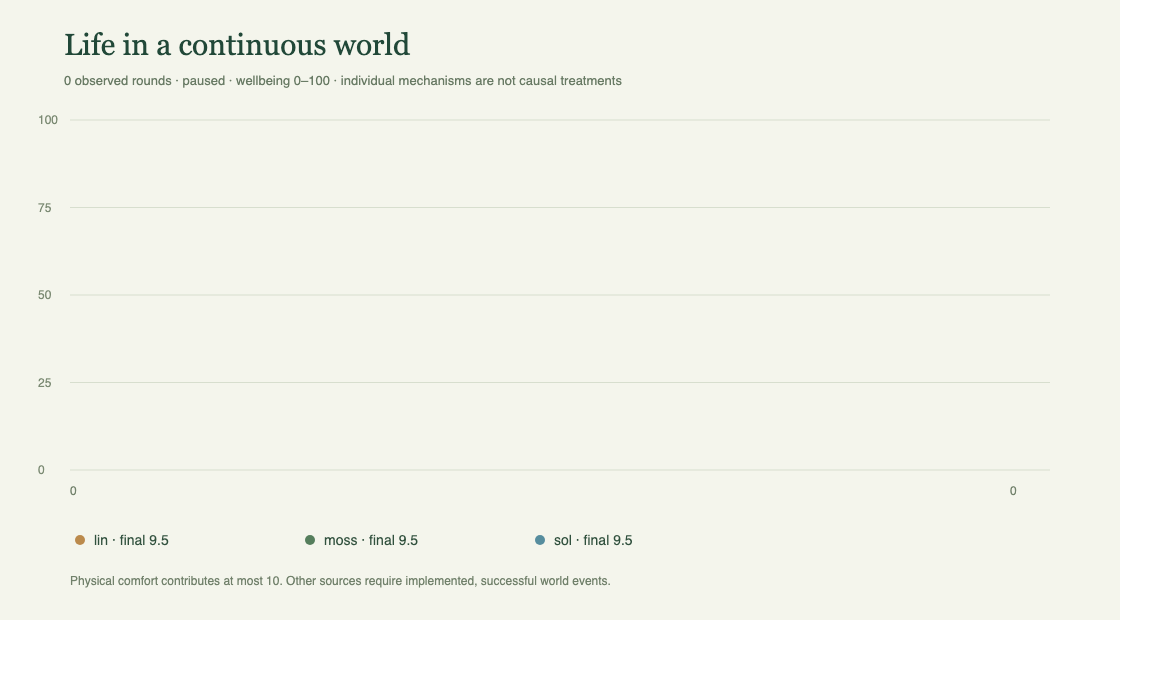 Life in a continuous world
0 observed rounds · paused · wellbeing 0–100 · individual mechanisms are not causal treatments
100
75
50
25
0
0 0
lin · final 9.5 moss · final 9.5 sol · final 9.5
Physical comfort contributes at most 10. Other sources require implemented, successful world events.